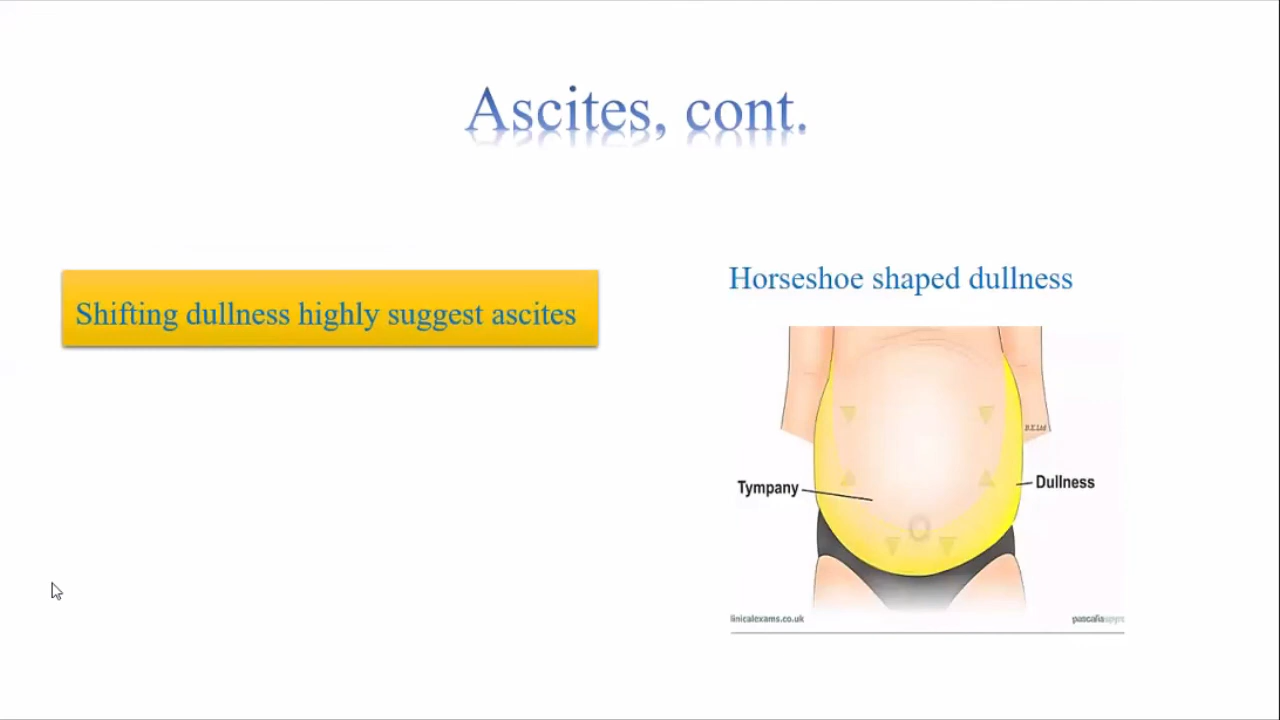 Ascites, cont.
Shifting dullness highly suggest ascites
Horseshoe shaped dullness
Tympany
Dullness
linicalexams.co.uk